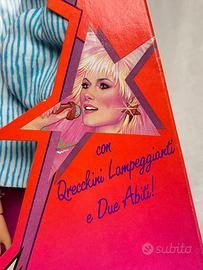 con
Orecchini Lampeggianti
e Due Abiti!
subito